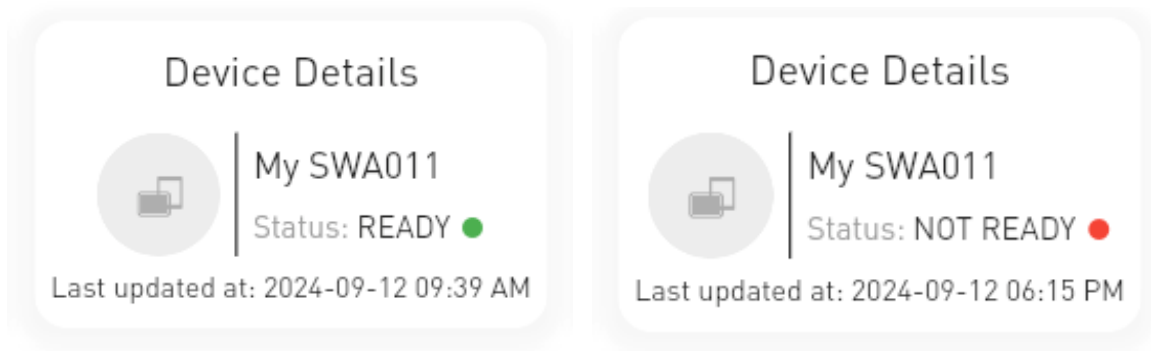 Device Details
My SWA011
Status: READY
Last updated at: 2024-09-12 09:39 AM
Device Details
My SWA011
Status: NOT READY
Last updated at: 2024-09-12 06:15 PM